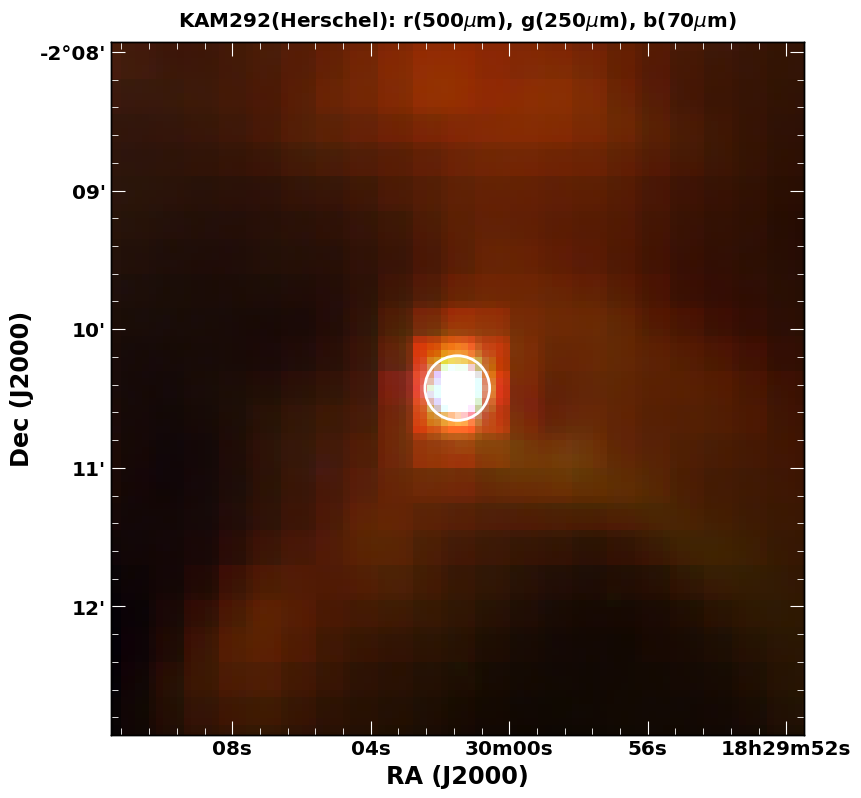 KAM292(Herschel): r(500μm), g(250μm), b(70μm)
-2°08'
09'
10'
11'
12'
Dec (J2000)
08s
04s
30m00s
56s
18h29m52s
RA (J2000)